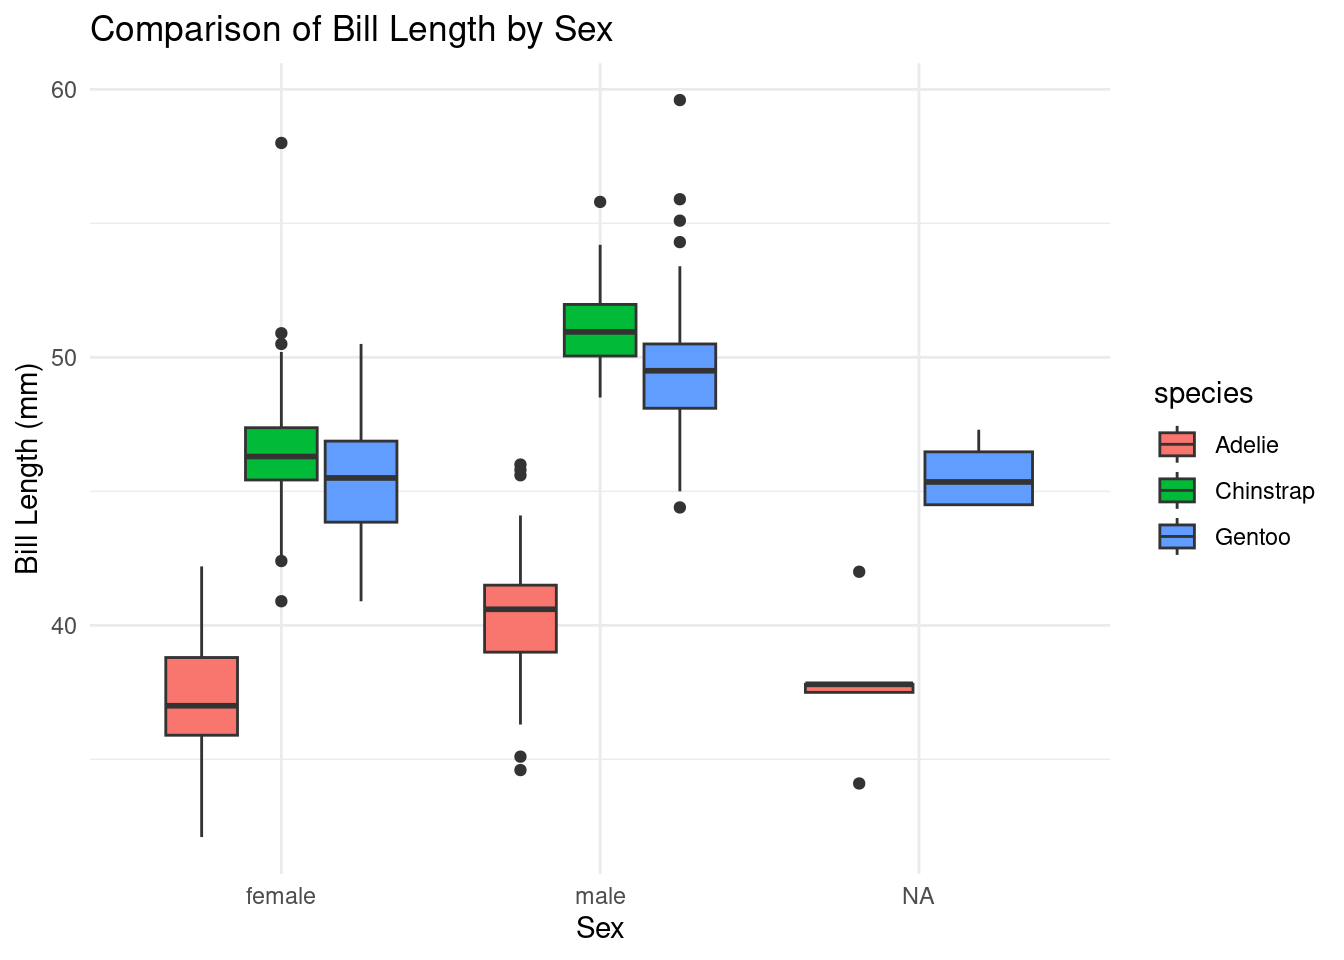 Comparison of Bill Length by Sex
60
50
40
Bill Length (mm)
female
male
NA
Sex
species
Adelie
Chinstrap
Gentoo